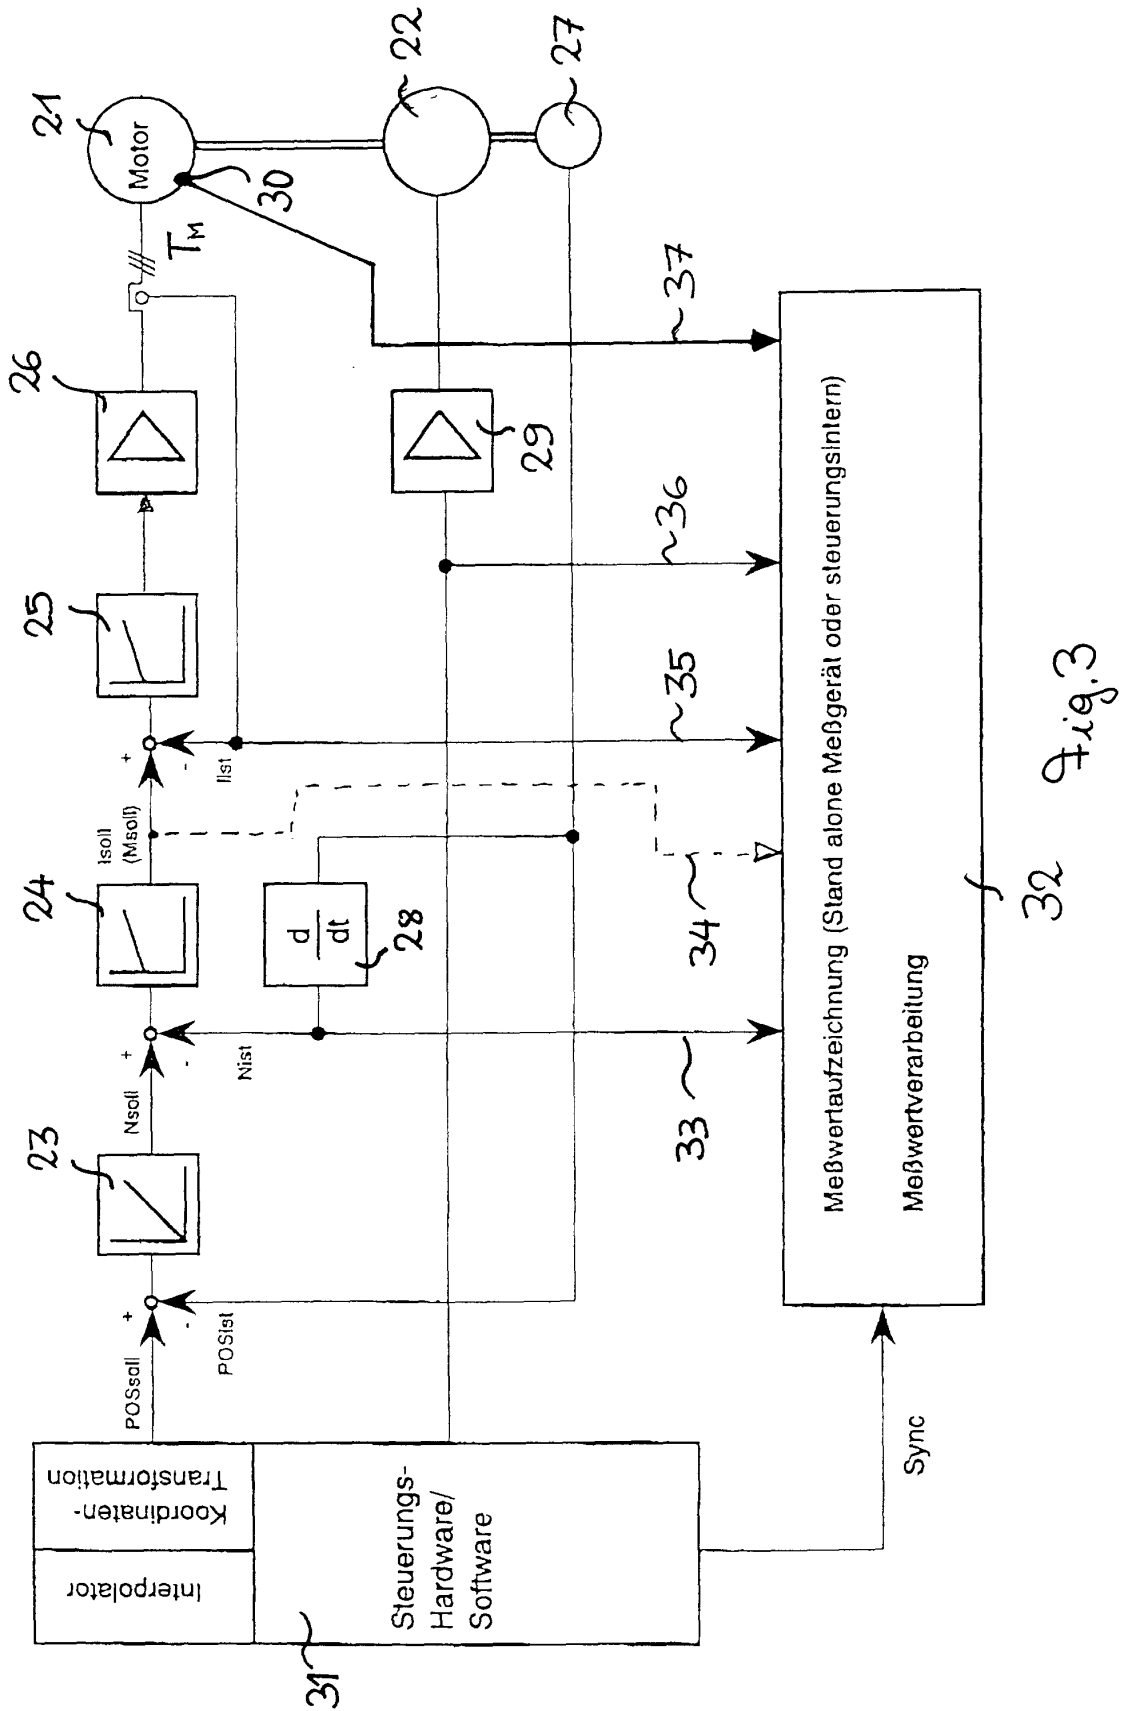 21
22
27
Motor
30
TM
26
29
25
24
28
23
37
36
35
34
33
Isoll
(Msoll)
+
-
IIst
d
dt
Nsoll
+
-
Nist
POSsoll
+
-
POSist
Interpolator
Koordinaten-
Transformation
Steuerungs-
Hardware/
Software
31
Sync
Meßwertaufzeichnung (Stand alone Meßgerät oder steuerungsintern)
Meßwertverarbeitung
32
Fig.3